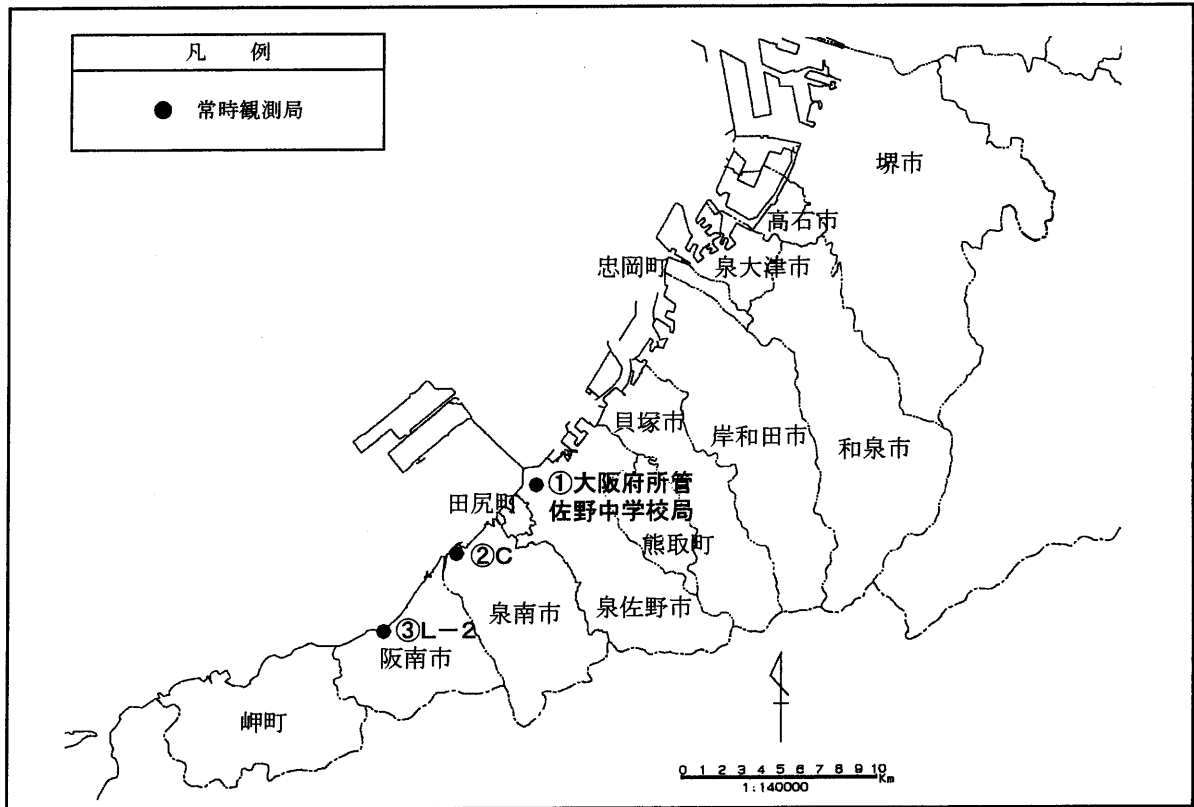 凡　例
● 常時観測局
堺市
高石市
忠岡町
泉大津市
貝塚市
岸和田市
和泉市
①大阪府所管
佐野中学校局
田尻町
熊取町
②C
泉南市
泉佐野市
③L－2
阪南市
岬町
0 1 2 3 4 5 6 7 8 9 10
Km
1:140000